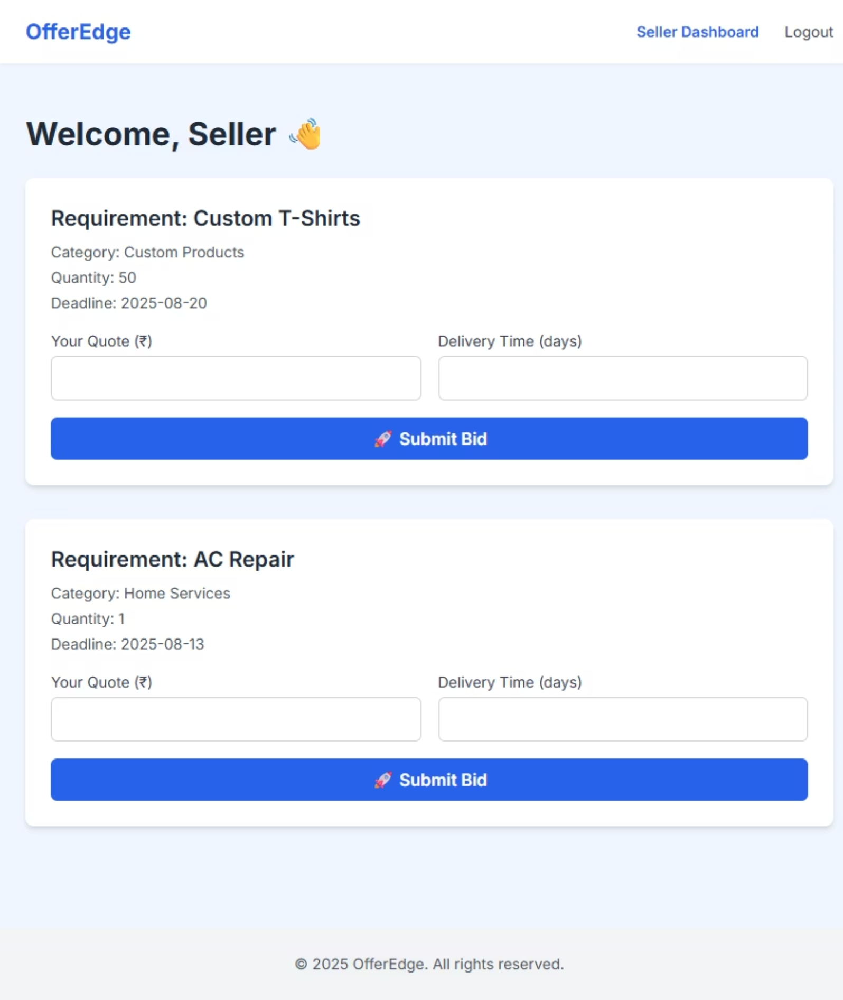 OfferEdge
Seller Dashboard
Logout
Welcome, Seller 👋
Requirement: Custom T-Shirts
Category: Custom Products
Quantity: 50
Deadline: 2025-08-20
Your Quote (₹)
Delivery Time (days)
🚀 Submit Bid
Requirement: AC Repair
Category: Home Services
Quantity: 1
Deadline: 2025-08-13
Your Quote (₹)
Delivery Time (days)
🚀 Submit Bid
© 2025 OfferEdge. All rights reserved.